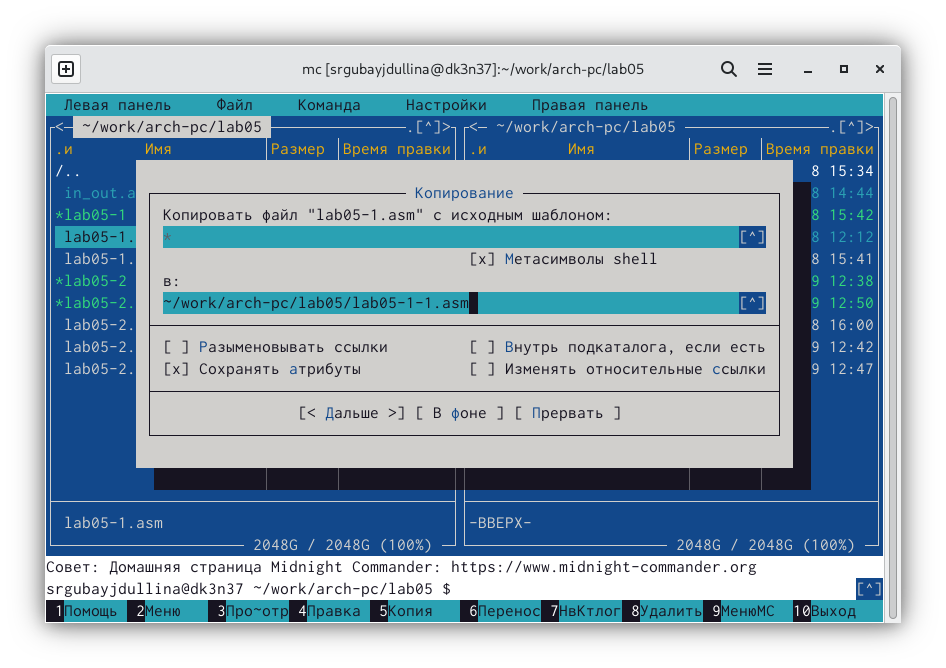 mc [srgubayjdullina@dk3n37]:~/work/arch-pc/lab05
Левая панель Файл Команда Настройки Правая панель
<─ ~/work/arch-pc/lab05 ─.[^]> <─ ~/work/arch-pc/lab05 ─.[^]>
.и Имя Размер Время правки .и Имя Размер Время правки
/.. 8 15:34
in_out.a 8 14:44
*lab05-1 8 15:42
lab05-1. 8 12:12
lab05-1. 8 15:41
*lab05-2 9 12:38
*lab05-2. 9 12:50
lab05-2. 8 16:00
lab05-2. 9 12:42
lab05-2. 9 12:47
Копирование
Копировать файл "lab05-1.asm" с исходным шаблоном:
* [^]
[x] Метасимволы shell
в:
~/work/arch-pc/lab05/lab05-1-1.asm [^]
[ ] Разыменовывать ссылки [ ] Внутрь подкаталога, если есть
[x] Сохранять атрибуты [ ] Изменять относительные ссылки
[< Дальше >] [ В фоне ] [ Прервать ]
lab05-1.asm -ВВЕРХ-
2048G / 2048G (100%) 2048G / 2048G (100%)
Совет: Домашняя страница Midnight Commander: https://www.midnight-commander.org
srgubayjdullina@dk3n37 ~/work/arch-pc/lab05 $ [^]
1Помощь 2Меню 3Про~отр 4Правка 5Копия 6Перенос 7НвКтлог 8Удалить 9МенюМС 10Выход